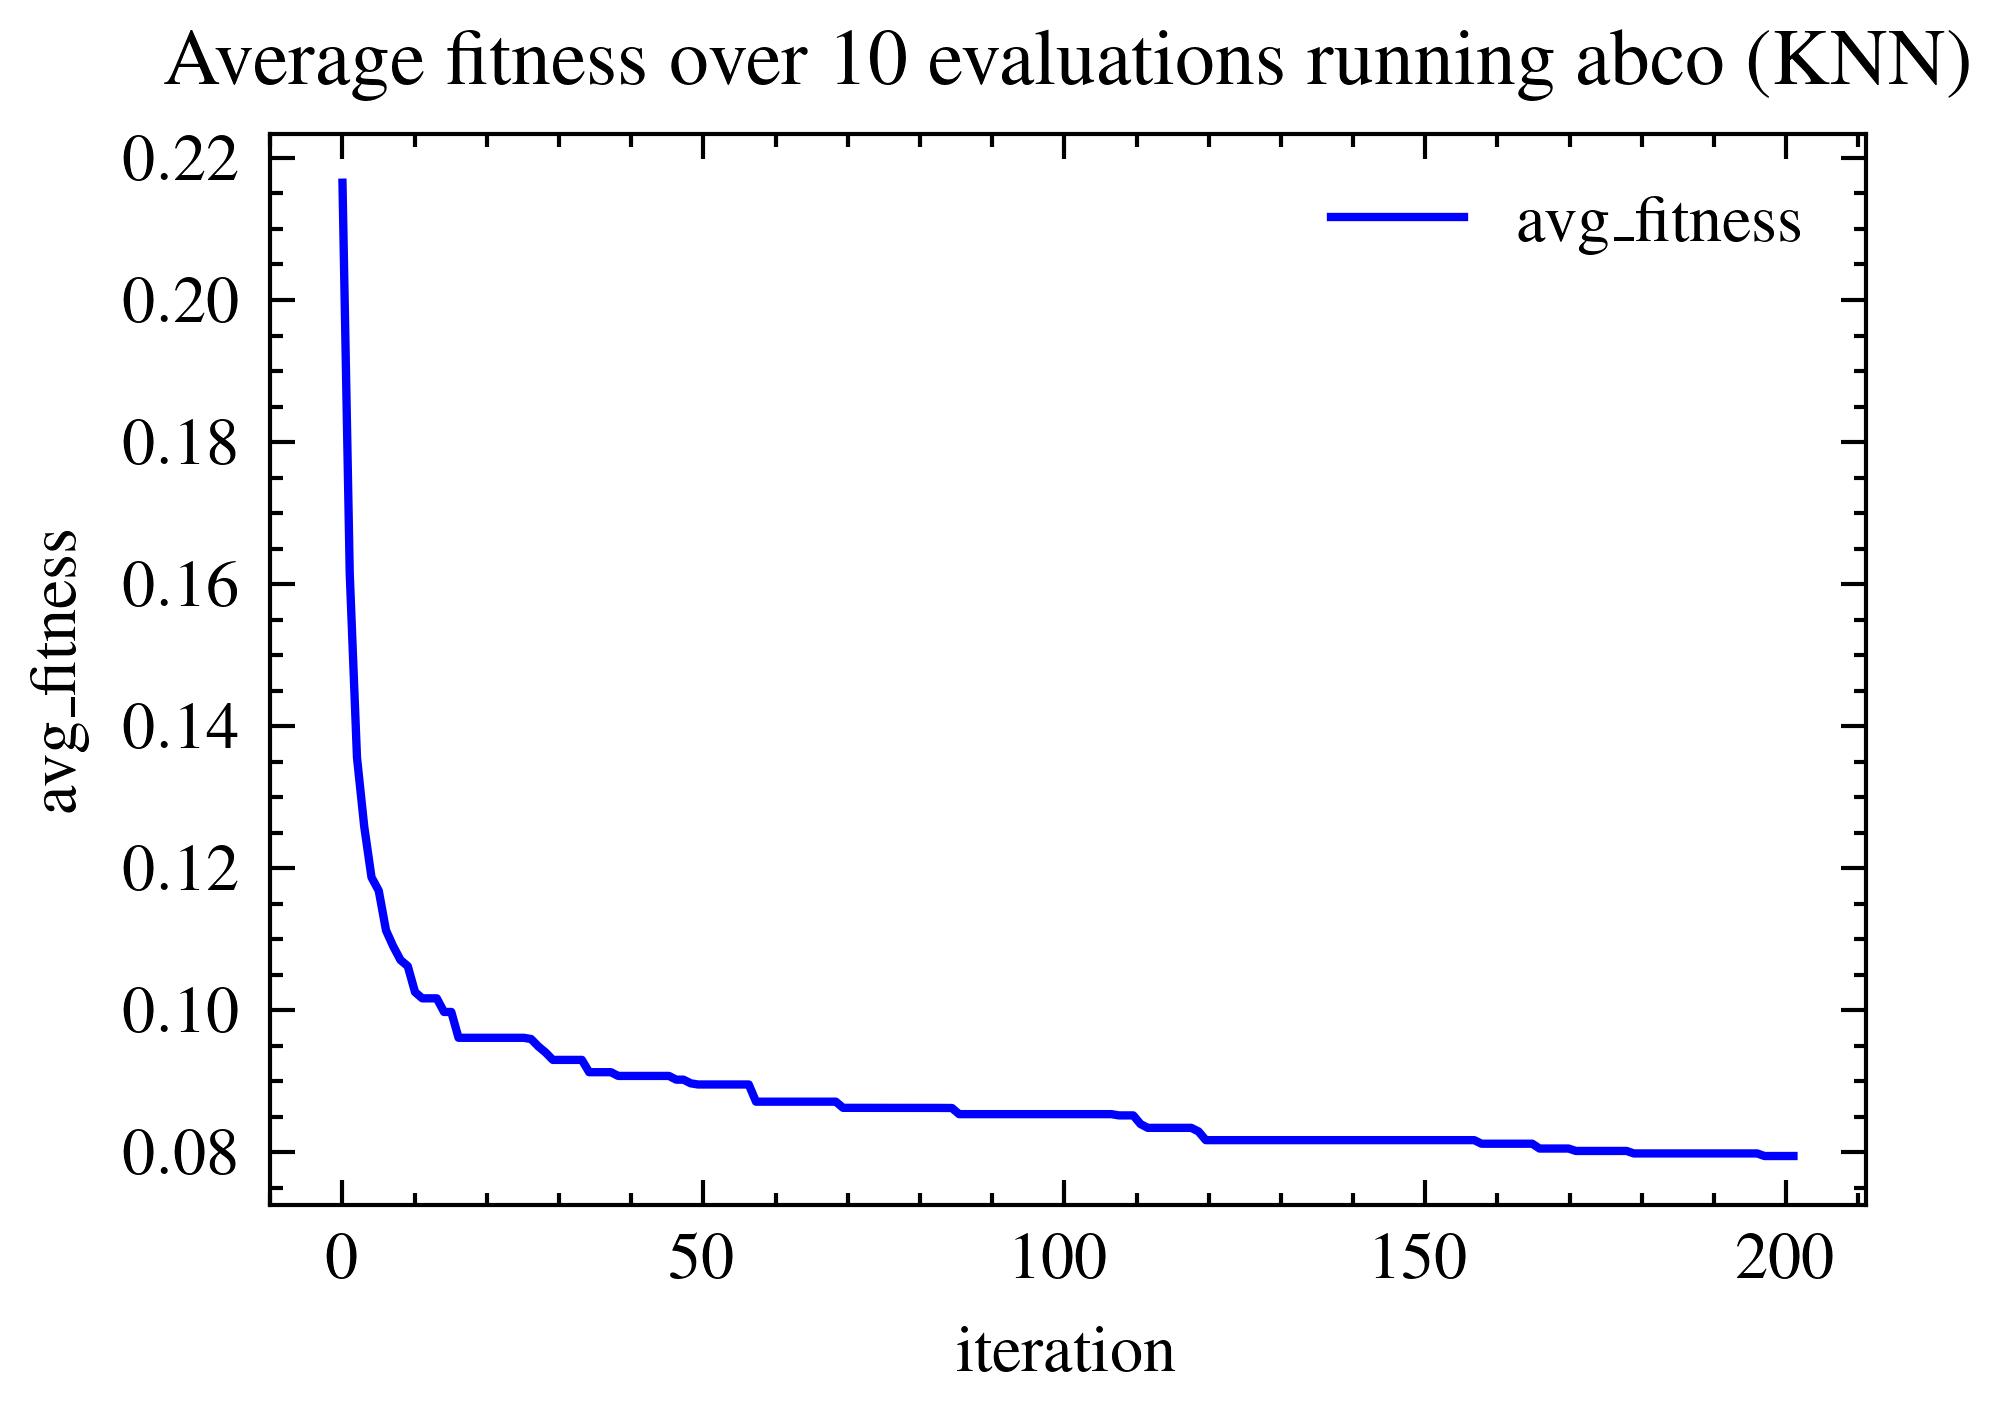 Average fitness over 10 evaluations running abco (KNN)
avg_fitness
avg_fitness
0.22
0.20
0.18
0.16
0.14
0.12
0.10
0.08
0 50 100 150 200
iteration